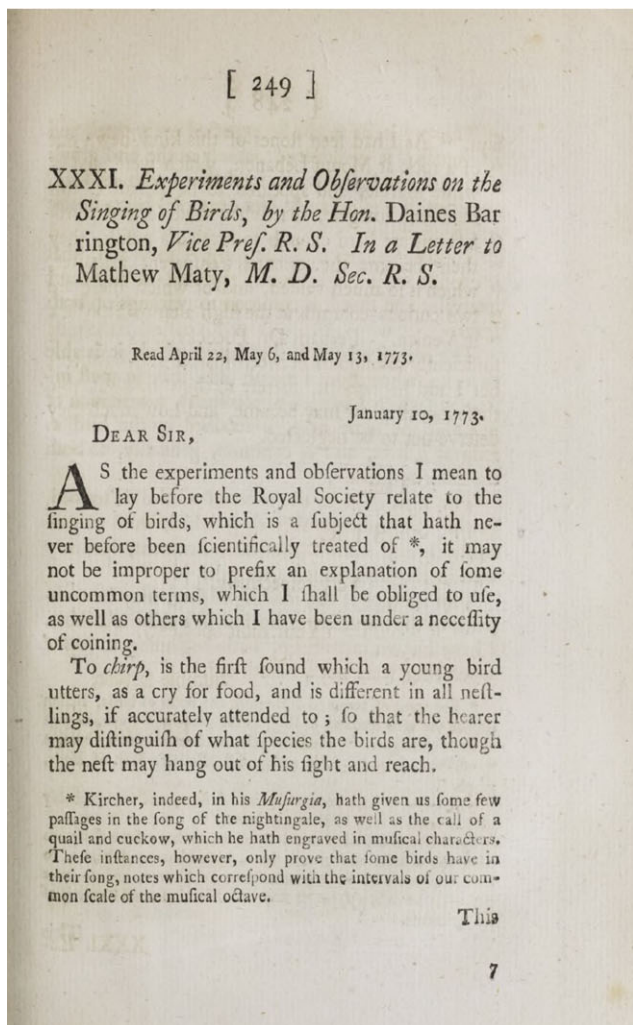 [ 249 ]
XXXI. Experiments and Obſervations on the
Singing of Birds, by the Hon. Daines Bar
rington, Vice Preſ. R. S. In a Letter to
Mathew Maty, M. D. Sec. R. S.
Read April 22, May 6, and May 13, 1773.
January 10, 1773.
DEAR SIR,
AS the experiments and obſervations I mean to
lay before the Royal Society relate to the
ſinging of birds, which is a ſubject that hath ne-
ver before been ſcientifically treated of *, it may
not be improper to prefix an explanation of ſome
uncommon terms, which I ſhall be obliged to uſe,
as well as others which I have been under a neceſſity
of coining.
To chirp, is the firſt ſound which a young bird
utters, as a cry for food, and is different in all neſt-
lings, if accurately attended to ; ſo that the hearer
may diſtinguiſh of what ſpecies the birds are, though
the neſt may hang out of his ſight and reach.
* Kircher, indeed, in his Muſurgia, hath given us ſome few
paſſages in the ſong of the nightingale, as well as the call of a
quail and cuckow, which he hath engraved in muſical characters.
Theſe inſtances, however, only prove that ſome birds have in
their ſong, notes which correſpond with the intervals of our com-
mon ſcale of the muſical octave.
This
7